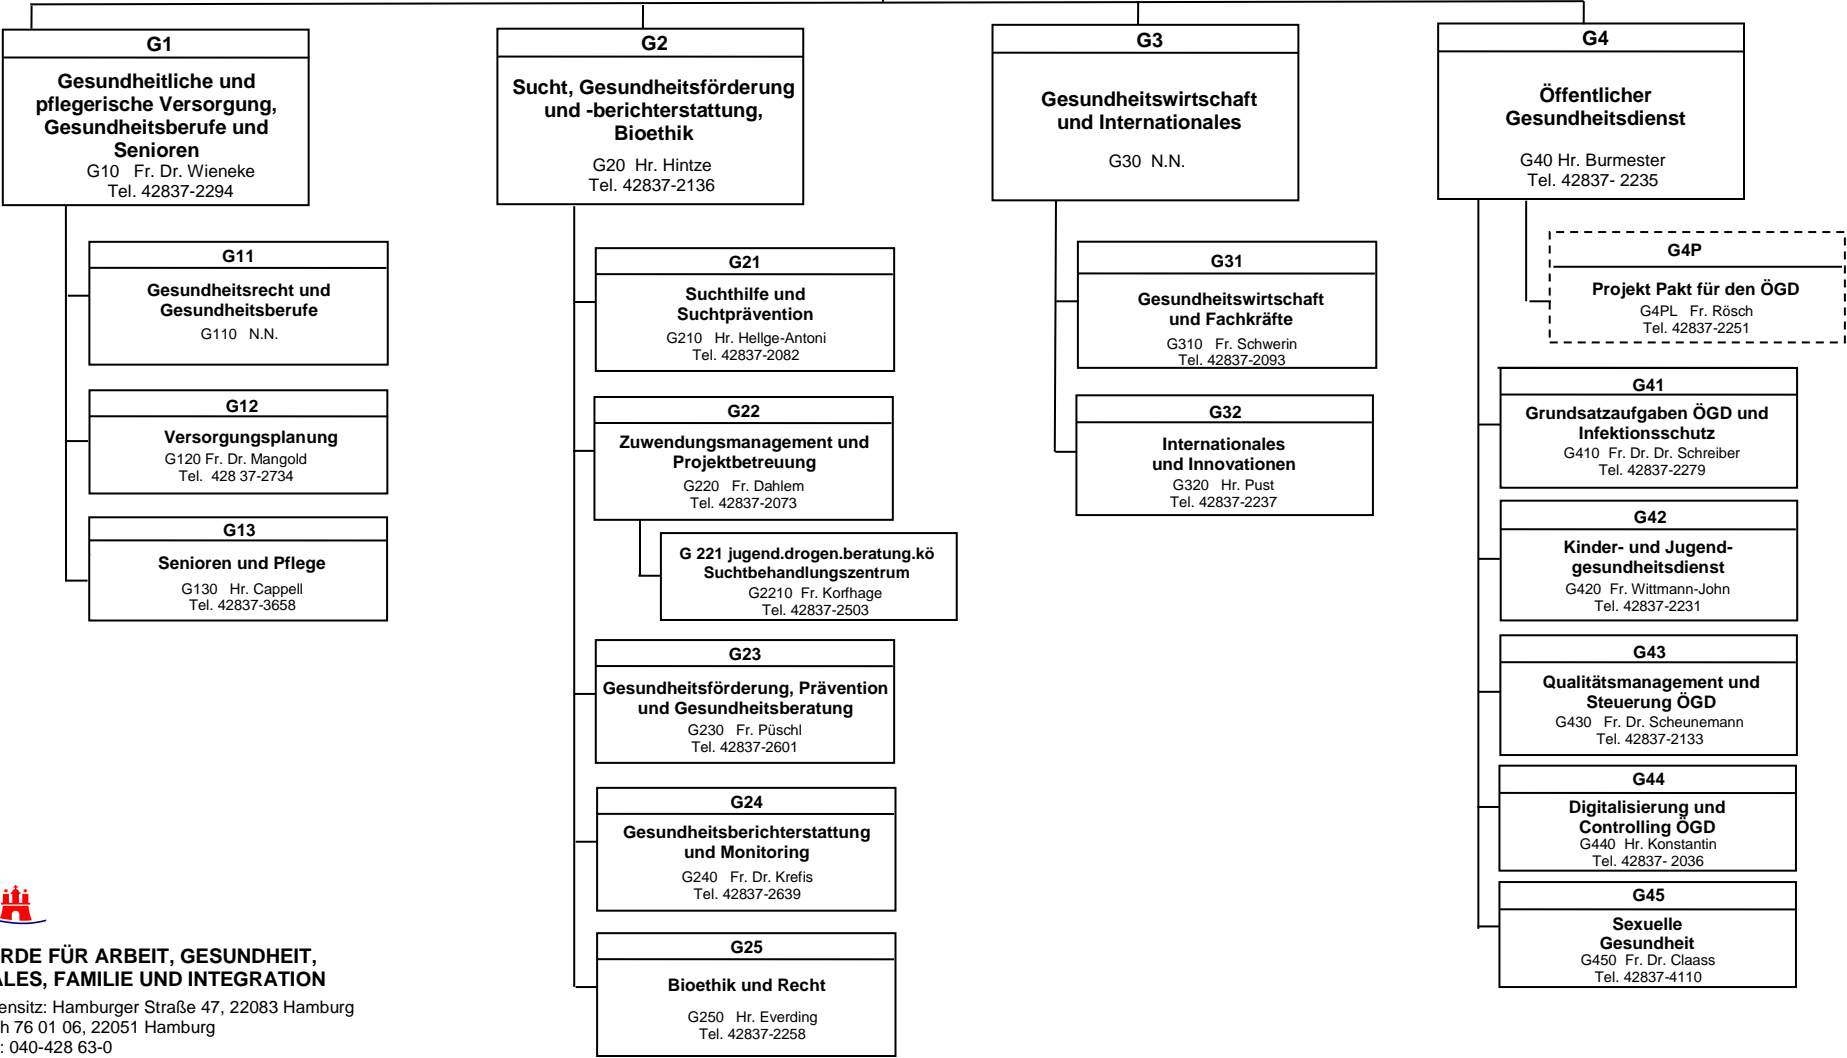 G1
Gesundheitliche und
pflegerische Versorgung,
Gesundheitsberufe und
Senioren
G10 Fr. Dr. Wieneke
Tel. 42837-2294
G11
Gesundheitsrecht und
Gesundheitsberufe
G110 N.N.
G12
Versorgungsplanung
G120 Fr. Dr. Mangold
Tel. 428 37-2734
G13
Senioren und Pflege
G130 Hr. Cappell
Tel. 42837-3658
G2
Sucht, Gesundheitsförderung
und -berichterstattung,
Bioethik
G20 Hr. Hintze
Tel. 42837-2136
G21
Suchthilfe und
Suchtprävention
G210 Hr. Hellge-Antoni
Tel. 42837-2082
G22
Zuwendungsmanagement und
Projektbetreuung
G220 Fr. Dahlem
Tel. 42837-2073
G 221 jugend.drogen.beratung.kö
Suchtbehandlungszentrum
G2210 Fr. Korfhage
Tel. 42837-2503
G23
Gesundheitsförderung, Prävention
und Gesundheitsberatung
G230 Fr. Püschl
Tel. 42837-2601
G24
Gesundheitsberichterstattung
und Monitoring
G240 Fr. Dr. Krefis
Tel. 42837-2639
G25
Bioethik und Recht
G250 Hr. Everding
Tel. 42837-2258
G3
Gesundheitswirtschaft
und Internationales
G30 N.N.
G31
Gesundheitswirtschaft
und Fachkräfte
G310 Fr. Schwerin
Tel. 42837-2093
G32
Internationales
und Innovationen
G320 Hr. Pust
Tel. 42837-2237
G4
Öffentlicher
Gesundheitsdienst
G40 Hr. Burmester
Tel. 42837- 2235
G4P
Projekt Pakt für den ÖGD
G4PL Fr. Rösch
Tel. 42837-2251
G41
Grundsatzaufgaben ÖGD und
Infektionsschutz
G410 Fr. Dr. Dr. Schreiber
Tel. 42837-2279
G42
Kinder- und Jugend-
gesundheitsdienst
G420 Fr. Wittmann-John
Tel. 42837-2231
G43
Qualitätsmanagement und
Steuerung ÖGD
G430 Fr. Dr. Scheunemann
Tel. 42837-2133
G44
Digitalisierung und
Controlling ÖGD
G440 Hr. Konstantin
Tel. 42837- 2036
G45
Sexuelle
Gesundheit
G450 Fr. Dr. Claass
Tel. 42837-4110
RDE FÜR ARBEIT, GESUNDHEIT,
ALES, FAMILIE UND INTEGRATION
ensitz: Hamburger Straße 47, 22083 Hamburg
h 76 01 06, 22051 Hamburg
: 040-428 63-0